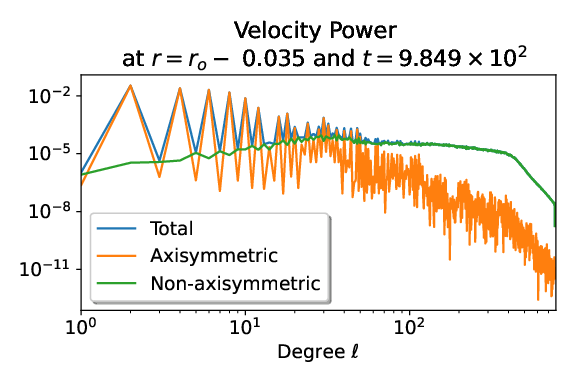 Velocity Power
at r = r_o − 0.035 and t = 9.849 × 10^2
10^-2
10^-5
10^-8
10^-11
Total
Axisymmetric
Non-axisymmetric
10^0
10^1
10^2
Degree ℓ